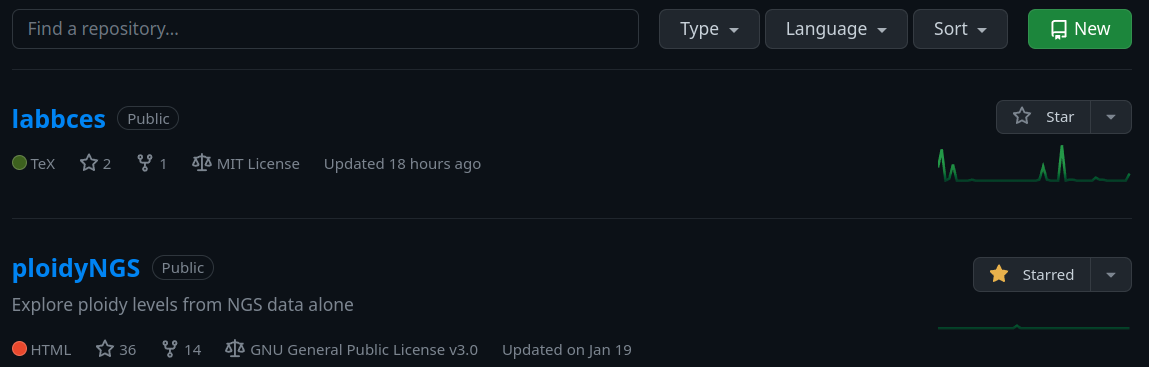 Find a repository... Type Language Sort New
labbces Public Star
TeX 2 1 MIT License Updated 18 hours ago
ploidyNGS Public Starred
Explore ploidy levels from NGS data alone
HTML 36 14 GNU General Public License v3.0 Updated on Jan 19